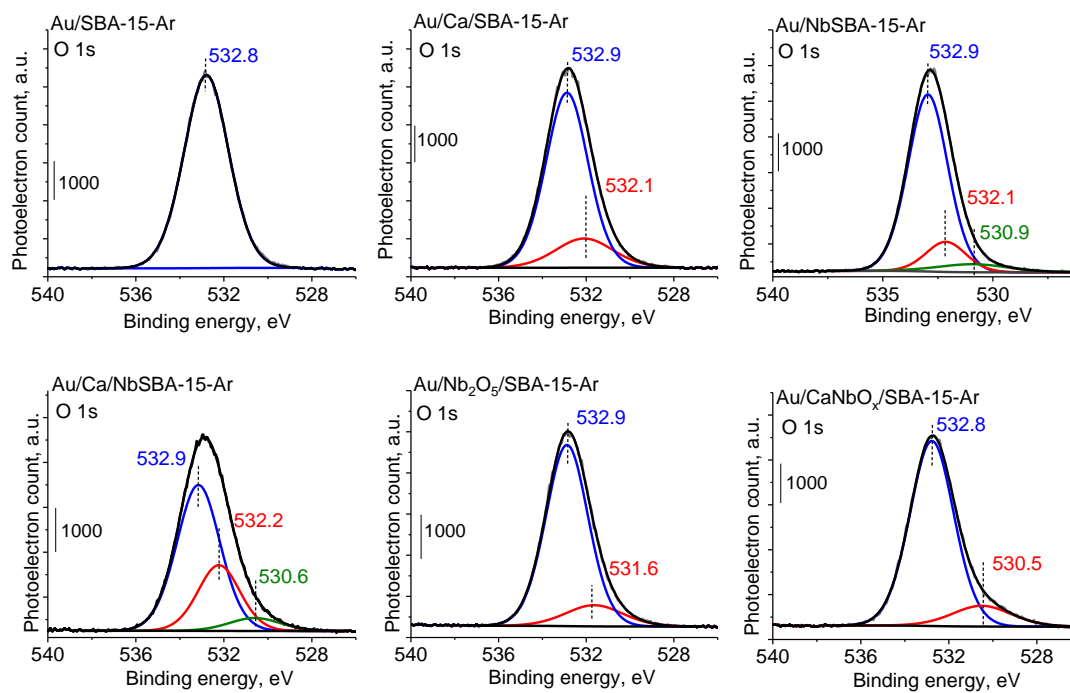 Au/SBA-15-Ar
O 1s
532.8
1000
Photoelectron count, a.u.
540 536 532 528
Binding energy, eV
Au/Ca/SBA-15-Ar
O 1s
532.9
1000
532.1
Photoelectron count, a.u.
540 536 532 528
Binding energy, eV
Au/NbSBA-15-Ar
O 1s
532.9
1000
532.1
530.9
Photoelectron count, a.u.
540 535 530
Binding energy, eV
Au/Ca/NbSBA-15-Ar
O 1s
532.9
532.2
1000
530.6
Photoelectron count, a.u.
540 536 532 528
Binding energy, eV
Au/Nb₂O₅/SBA-15-Ar
O 1s
532.9
1000
531.6
Photoelectron count, a.u.
540 536 532 528
Binding energy, eV
Au/CaNbOₓ/SBA-15-Ar
O 1s
532.8
1000
530.5
Photoelectron count, a.u.
540 536 532 528
Binding energy, eV